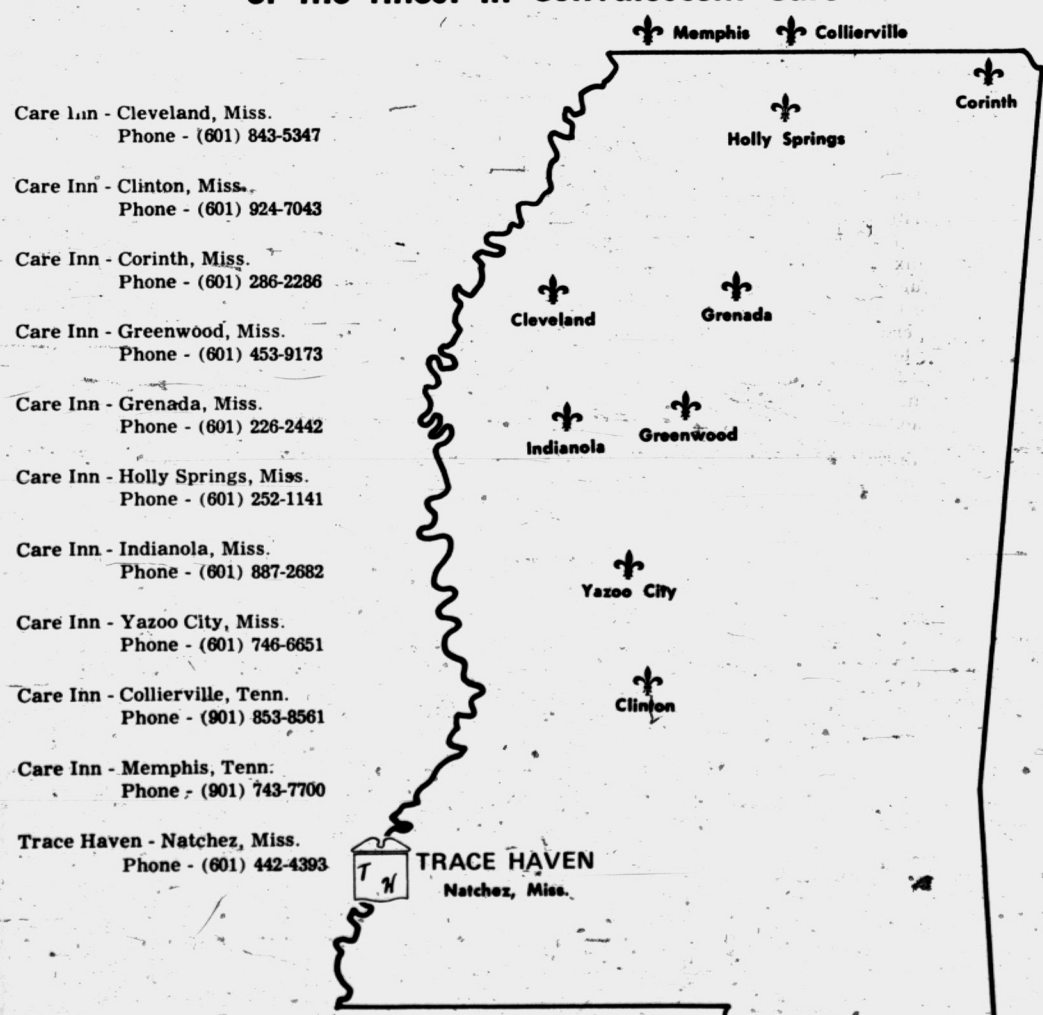 Memphis Collierville
Corinth
Holly Springs
Care Inn - Cleveland, Miss.
Phone - (601) 843-5347
Care Inn - Clinton, Miss.
Phone - (601) 924-7043
Care Inn - Corinth, Miss.
Phone - (601) 286-2286
Care Inn - Greenwood, Miss.
Phone - (601) 453-9173
Care Inn - Grenada, Miss.
Phone - (601) 226-2442
Care Inn - Holly Springs, Miss.
Phone - (601) 252-1141
Care Inn - Indianola, Miss.
Phone - (601) 887-2682
Care Inn - Yazoo City, Miss.
Phone - (601) 746-6651
Care Inn - Collierville, Tenn.
Phone - (901) 853-8561
Care Inn - Memphis, Tenn.
Phone - (901) 743-7700
Trace Haven - Natchez, Miss.
Phone - (601) 442-4393
Cleveland
Grenada
Indianola
Greenwood
Yazoo City
Clinton
T H
TRACE HAVEN
Natchez, Miss.